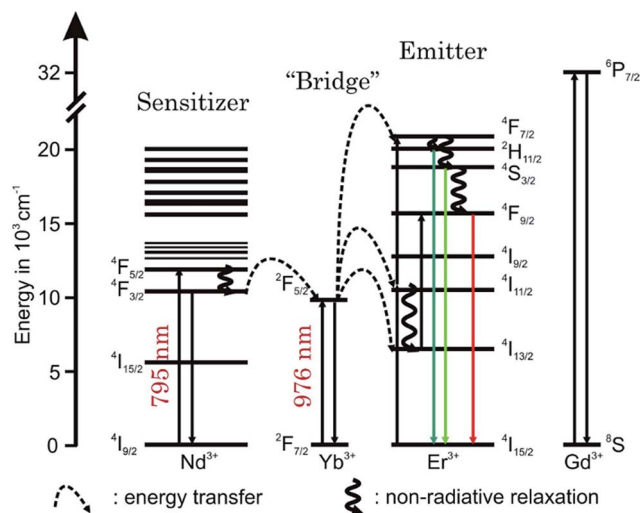 Emitter
"Bridge"
Sensitizer
Energy in 10³cm⁻¹
32
20
15
10
5
0
⁴F₅/₂
⁴F₃/₂
⁴I₁₅/₂
⁴I₉/₂
795 nm
Nd³⁺
²F₅/₂
976 nm
²F₇/₂
Yb³⁺
⁴F₇/₂
²H₁₁/₂
⁴S₃/₂
⁴F₉/₂
⁴I₉/₂
⁴I₁₁/₂
⁴I₁₃/₂
⁴I₁₅/₂
Er³⁺
⁶P₇/₂
⁸S
Gd³⁺
: energy transfer
: non-radiative relaxation